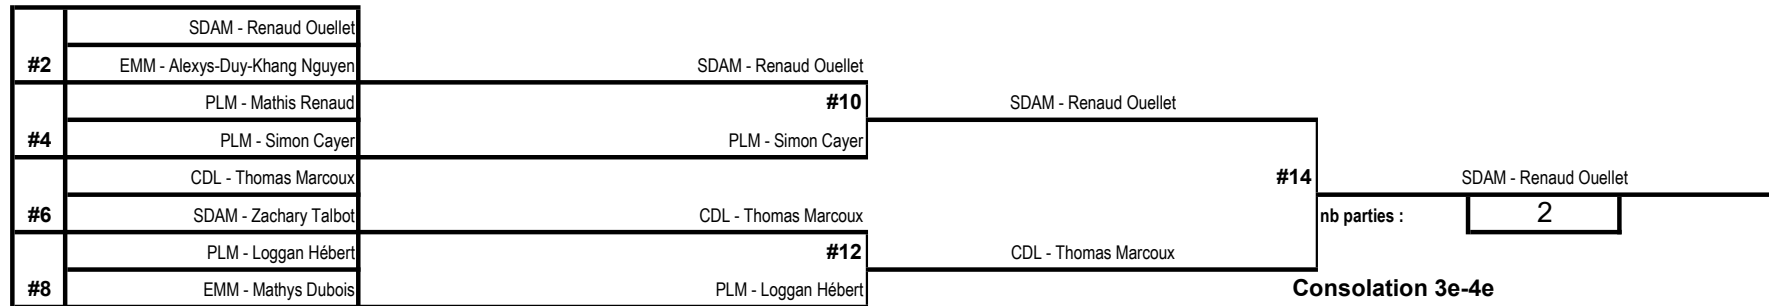 SDAM - Renaud Ouellet
#2 EMM - Alexys-Duy-Khang Nguyen SDAM - Renaud Ouellet
PLM - Mathis Renaud #10 SDAM - Renaud Ouellet
#4 PLM - Simon Cayer PLM - Simon Cayer
CDL - Thomas Marcoux #14 SDAM - Renaud Ouellet
#6 SDAM - Zachary Talbot CDL - Thomas Marcoux nb parties : 2
PLM - Loggan Hébert #12 CDL - Thomas Marcoux
#8 EMM - Mathys Dubois PLM - Loggan Hébert Consolation 3e-4e